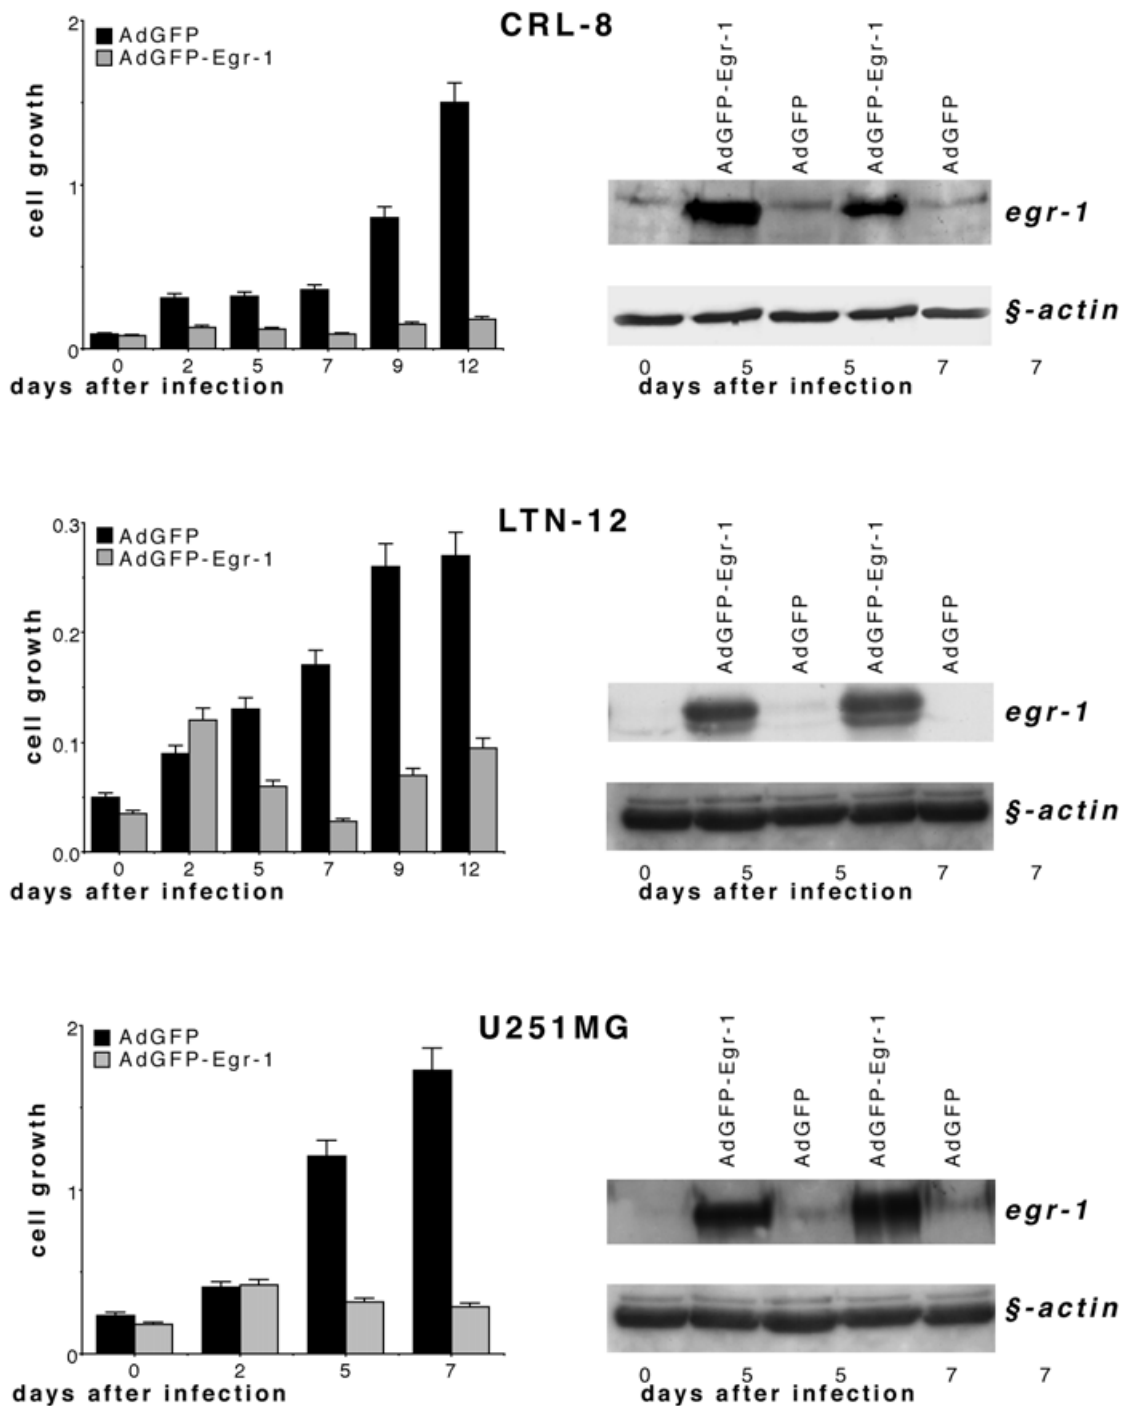 CRL-8
2
AdGFP
AdGFP-Egr-1
cell growth
1
0
0 2 5 7 9 12
days after infection
AdGFP-Egr-1
AdGFP
AdGFP-Egr-1
AdGFP
egr-1
§-actin
0 5 5 7 7
days after infection
LTN-12
0.3
AdGFP
AdGFP-Egr-1
0.2
cell growth
0.1
0.0
0 2 5 7 9 12
days after infection
AdGFP-Egr-1
AdGFP
AdGFP-Egr-1
AdGFP
egr-1
§-actin
0 5 5 7 7
days after infection
U251MG
2
AdGFP
AdGFP-Egr-1
cell growth
1
0
0 2 5 7
days after infection
AdGFP-Egr-1
AdGFP
AdGFP-Egr-1
AdGFP
egr-1
§-actin
0 5 5 7 7
days after infection